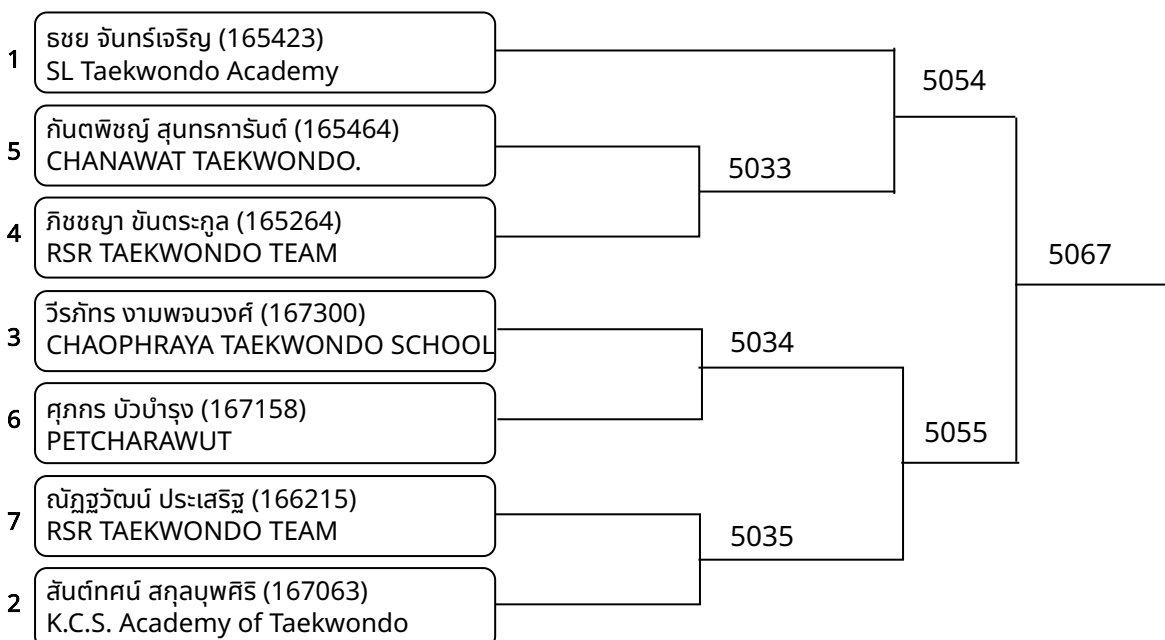 1
ธชย จันทร์เจริญ (165423)
SL Taekwondo Academy
5
กันตพิชญ์ สุนทรการันต์ (165464)
CHANAWAT TAEKWONDO.
4
ภิชชญา ขันตระกูล (165264)
RSR TAEKWONDO TEAM
3
วีรภัทร งามพจนวงศ์ (167300)
CHAOPHRAYA TAEKWONDO SCHOOL
6
ศุภกร บัวบำรุง (167158)
PETCHARAWUT
7
ณัฏฐวัฒน์ ประเสริฐ (166215)
RSR TAEKWONDO TEAM
2
สันต์ทศน์ สกุลบุพศิริ (167063)
K.C.S. Academy of Taekwondo
5033
5034
5035
5054
5055
5067